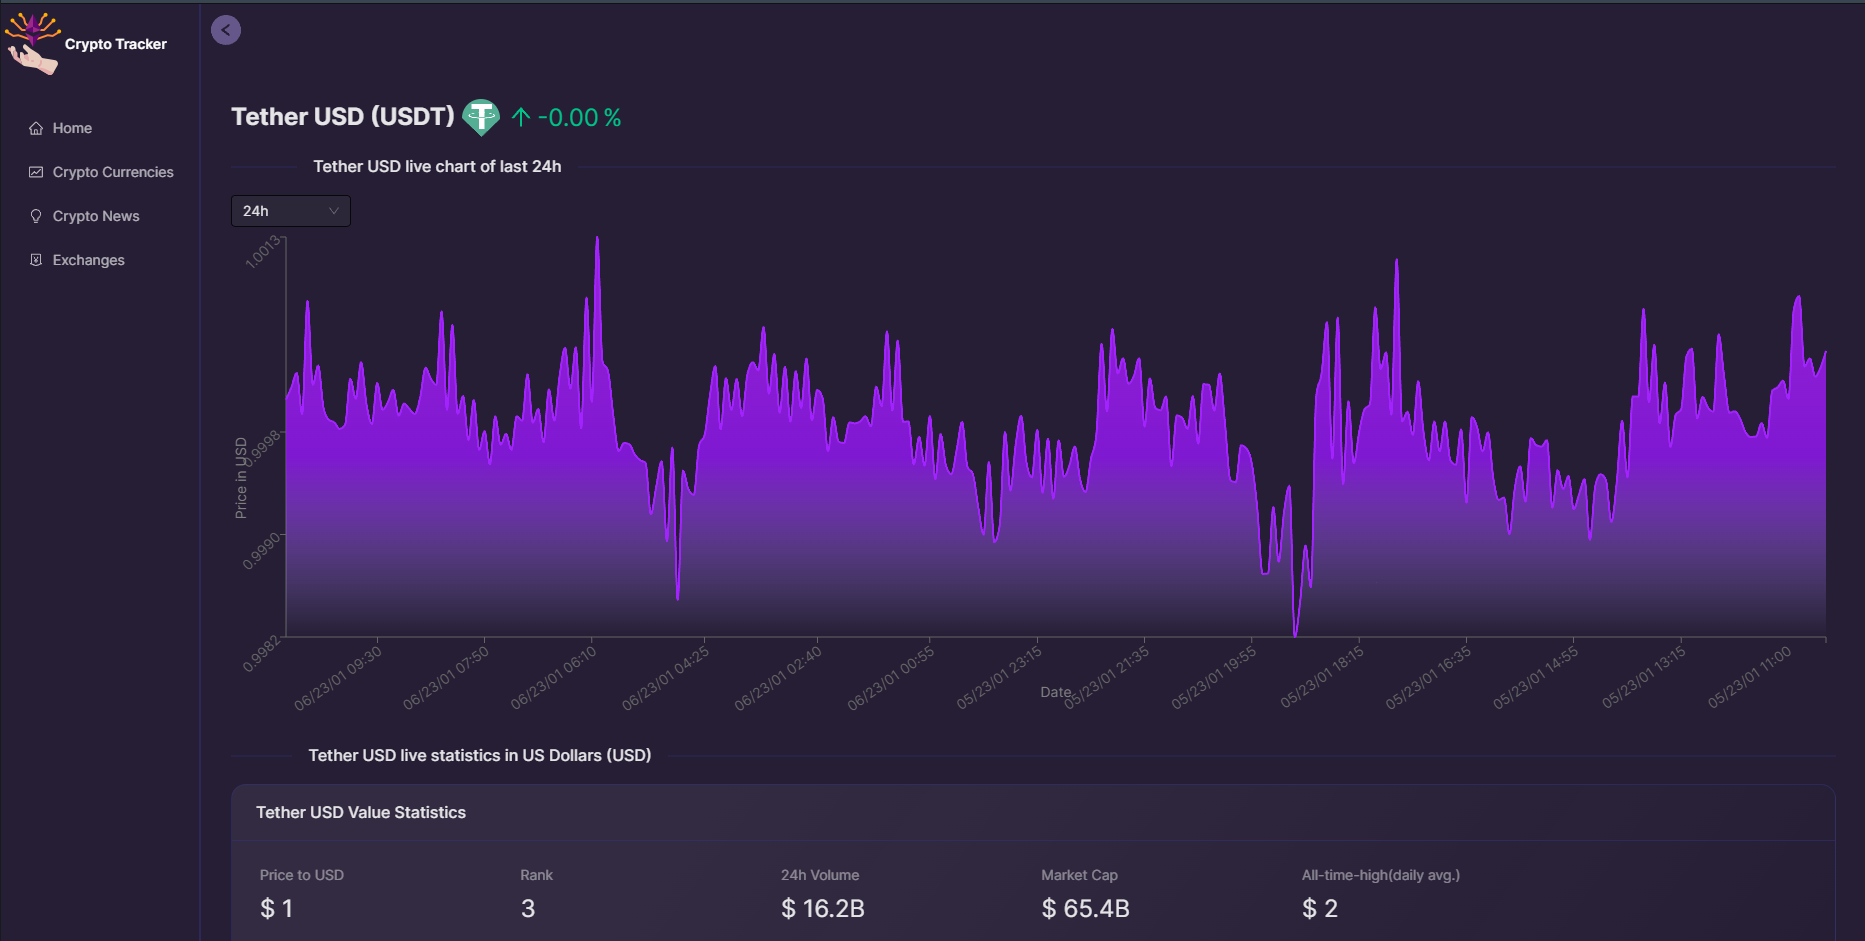 Crypto Tracker
Home
Crypto Currencies
Crypto News
Exchanges
Tether USD (USDT) -0.00 %
Tether USD live chart of last 24h
24h
1.0013
0.9998
0.9990
0.9982
Price in USD
06/23/01 09:30
06/23/01 07:50
06/23/01 06:10
06/23/01 04:25
06/23/01 02:40
06/23/01 00:55
05/23/01 23:15
05/23/01 21:35
05/23/01 19:55
05/23/01 18:15
05/23/01 16:35
05/23/01 14:55
05/23/01 13:15
05/23/01 11:00
Date
Tether USD live statistics in US Dollars (USD)
Tether USD Value Statistics
Price to USD
$ 1
Rank
3
24h Volume
$ 16.2B
Market Cap
$ 65.4B
All-time-high(daily avg.)
$ 2